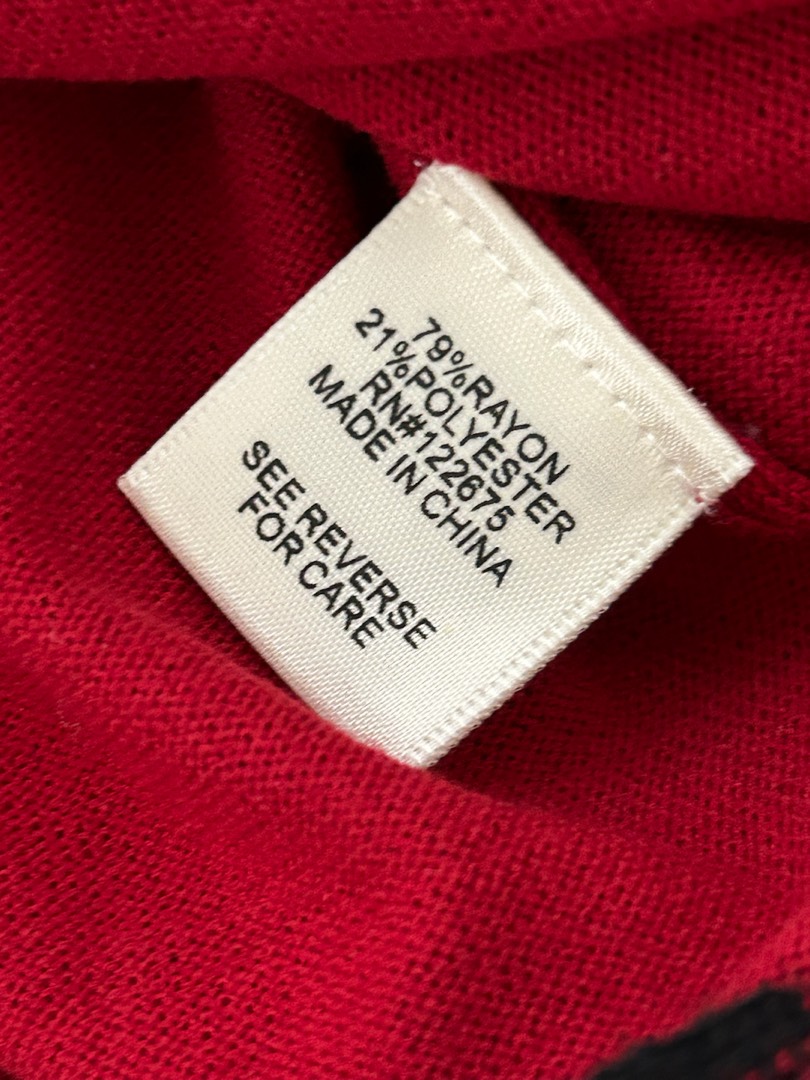 79%RAYON
21%POLYESTER
RN#122675
MADE IN CHINA
SEE REVERSE
FOR CARE